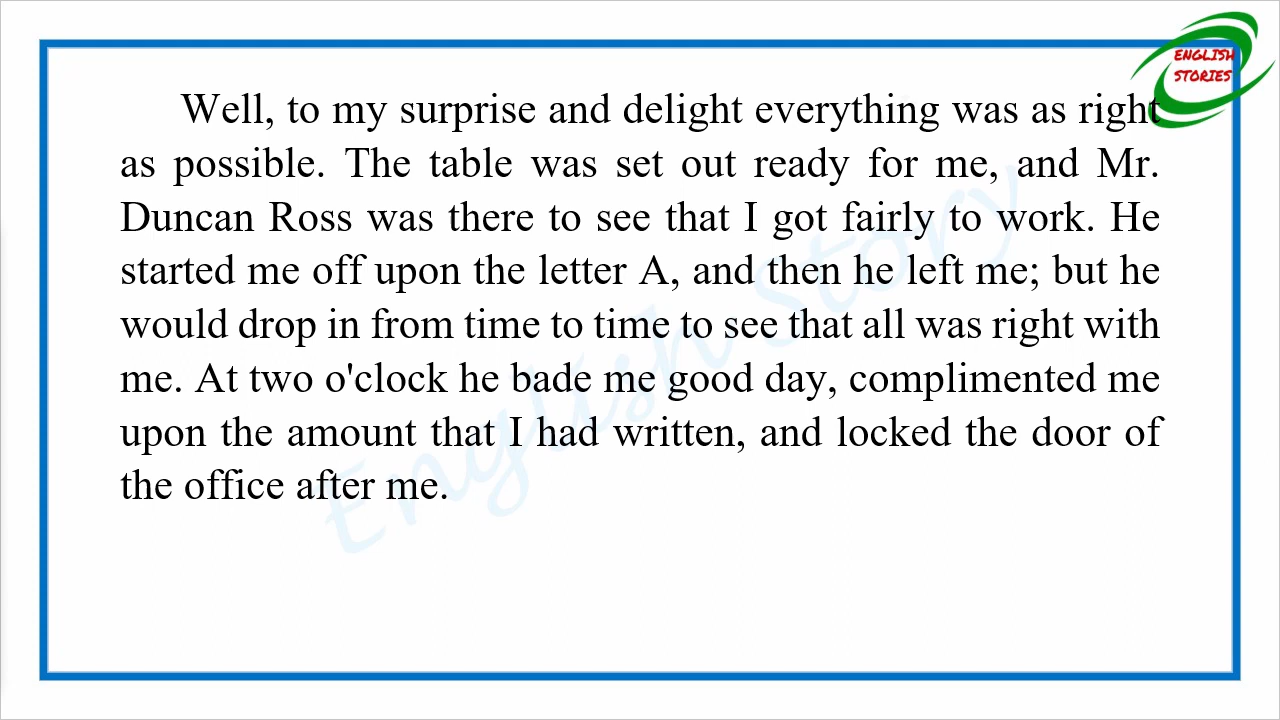 ENGLISH
STORIES
Well, to my surprise and delight everything was as right
as possible. The table was set out ready for me, and Mr.
Duncan Ross was there to see that I got fairly to work. He
started me off upon the letter A, and then he left me; but he
would drop in from time to time to see that all was right with
me. At two o'clock he bade me good day, complimented me
upon the amount that I had written, and locked the door of
the office after me.
English Story